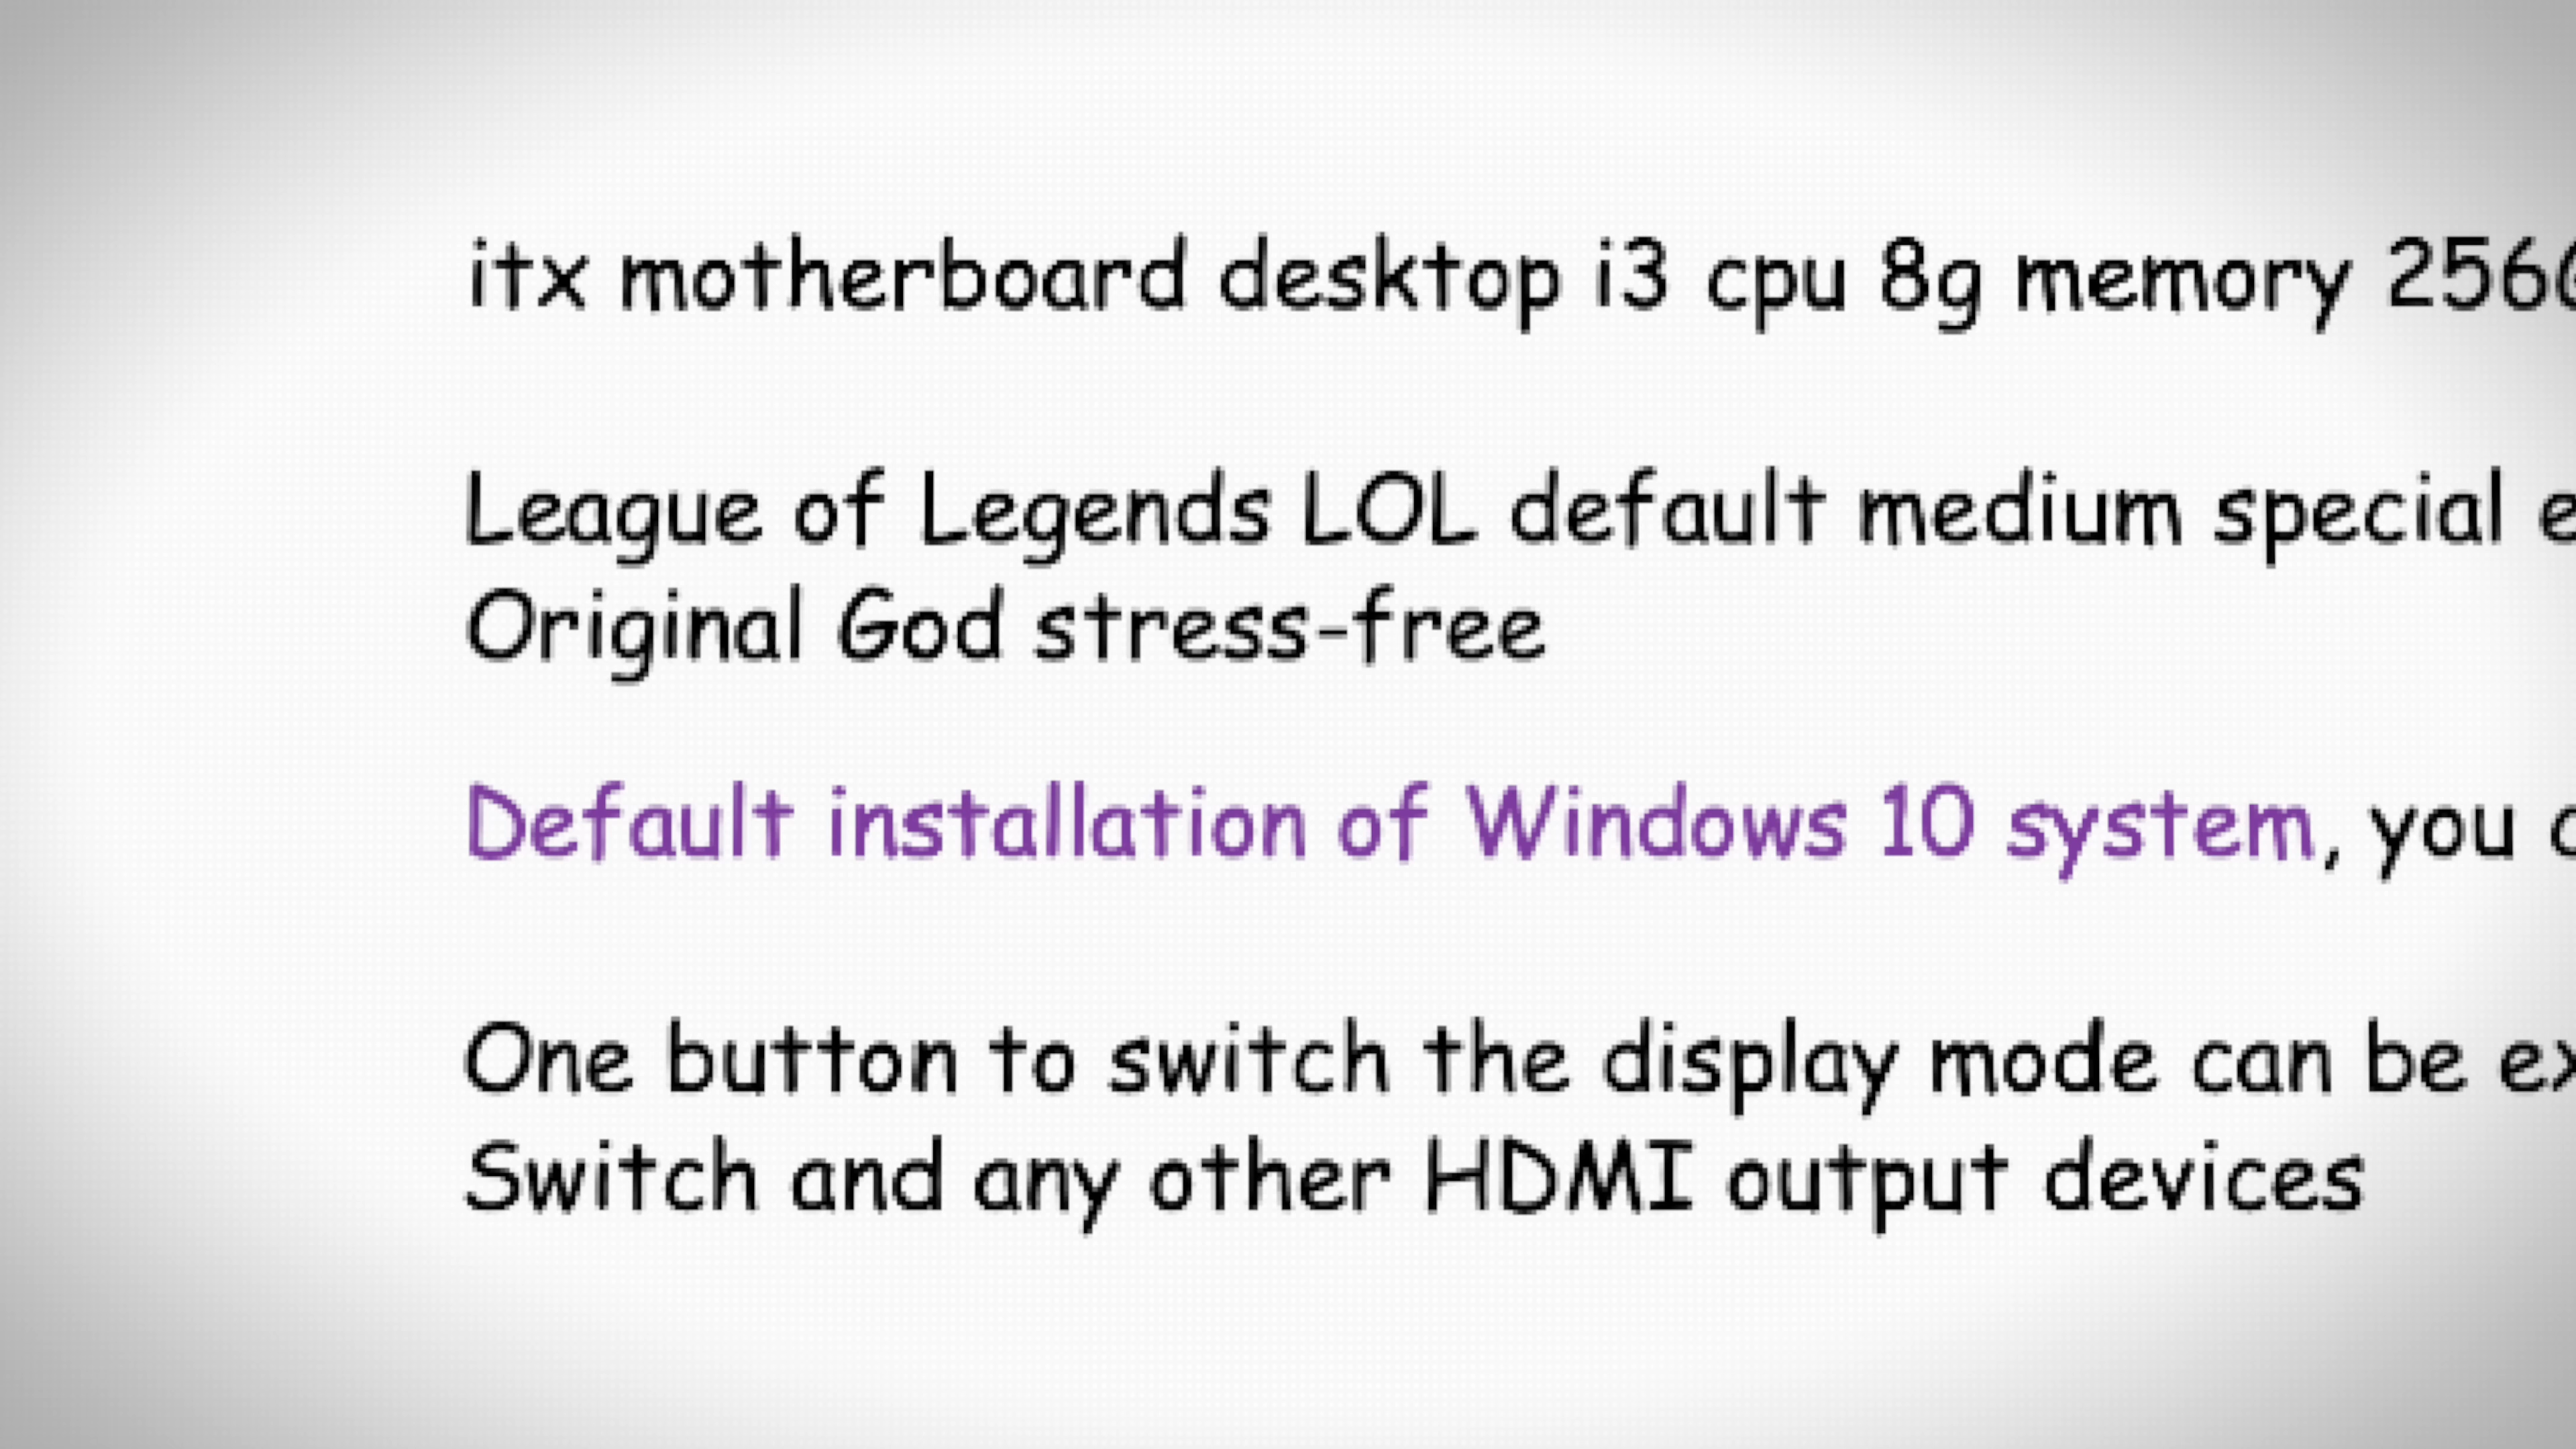 itx motherboard desktop i3 cpu 8g memory 256
League of Legends LOL default medium special
Original God stress-free
Default installation of Windows 10 system, you
One button to switch the display mode can be
Switch and any other HDMI output devices